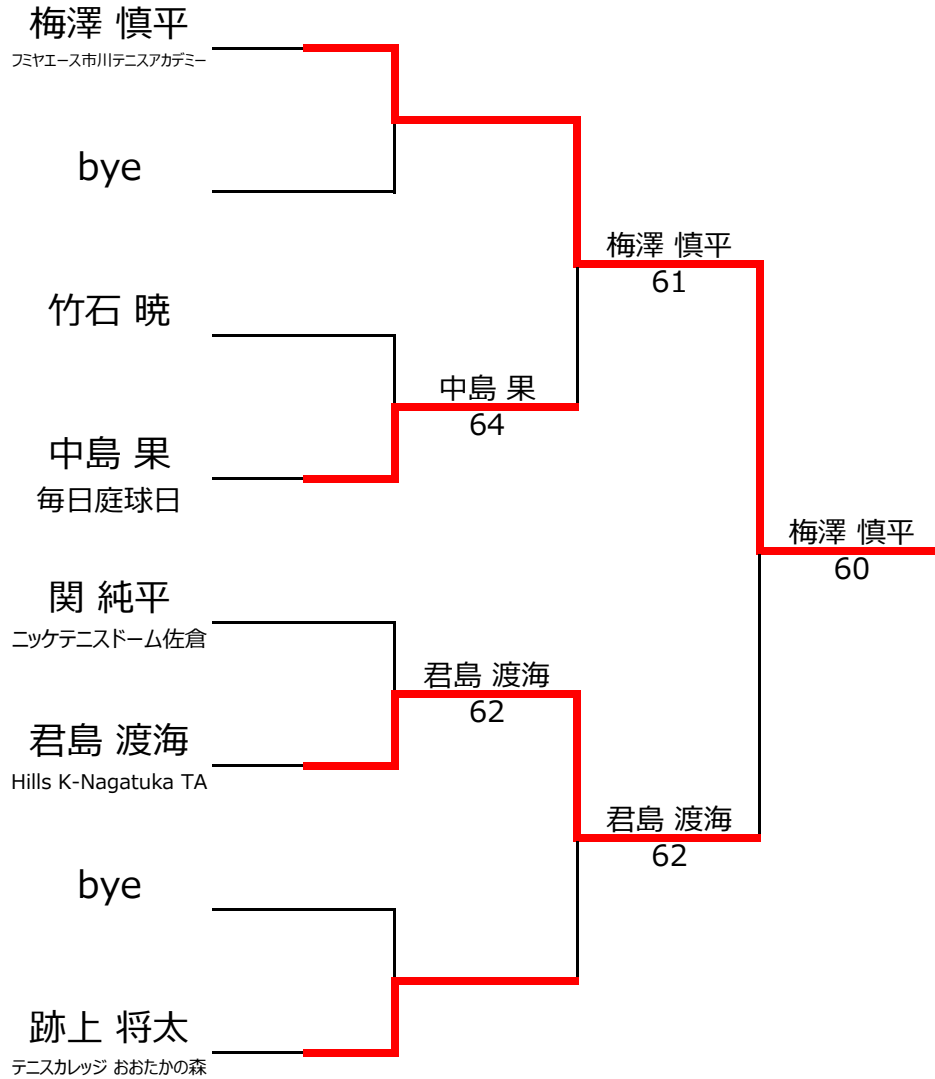 梅澤 慎平
フミヤエース市川テニスアカデミー
bye
竹石 暁
中島 果
毎日庭球日
関 純平
ニッケテニスドーム佐倉
君島 渡海
Hills K-Nagatuka TA
bye
跡上 将太
テニスカレッジ おおたかの森
中島 果
64
君島 渡海
62
梅澤 慎平
61
君島 渡海
62
梅澤 慎平
60